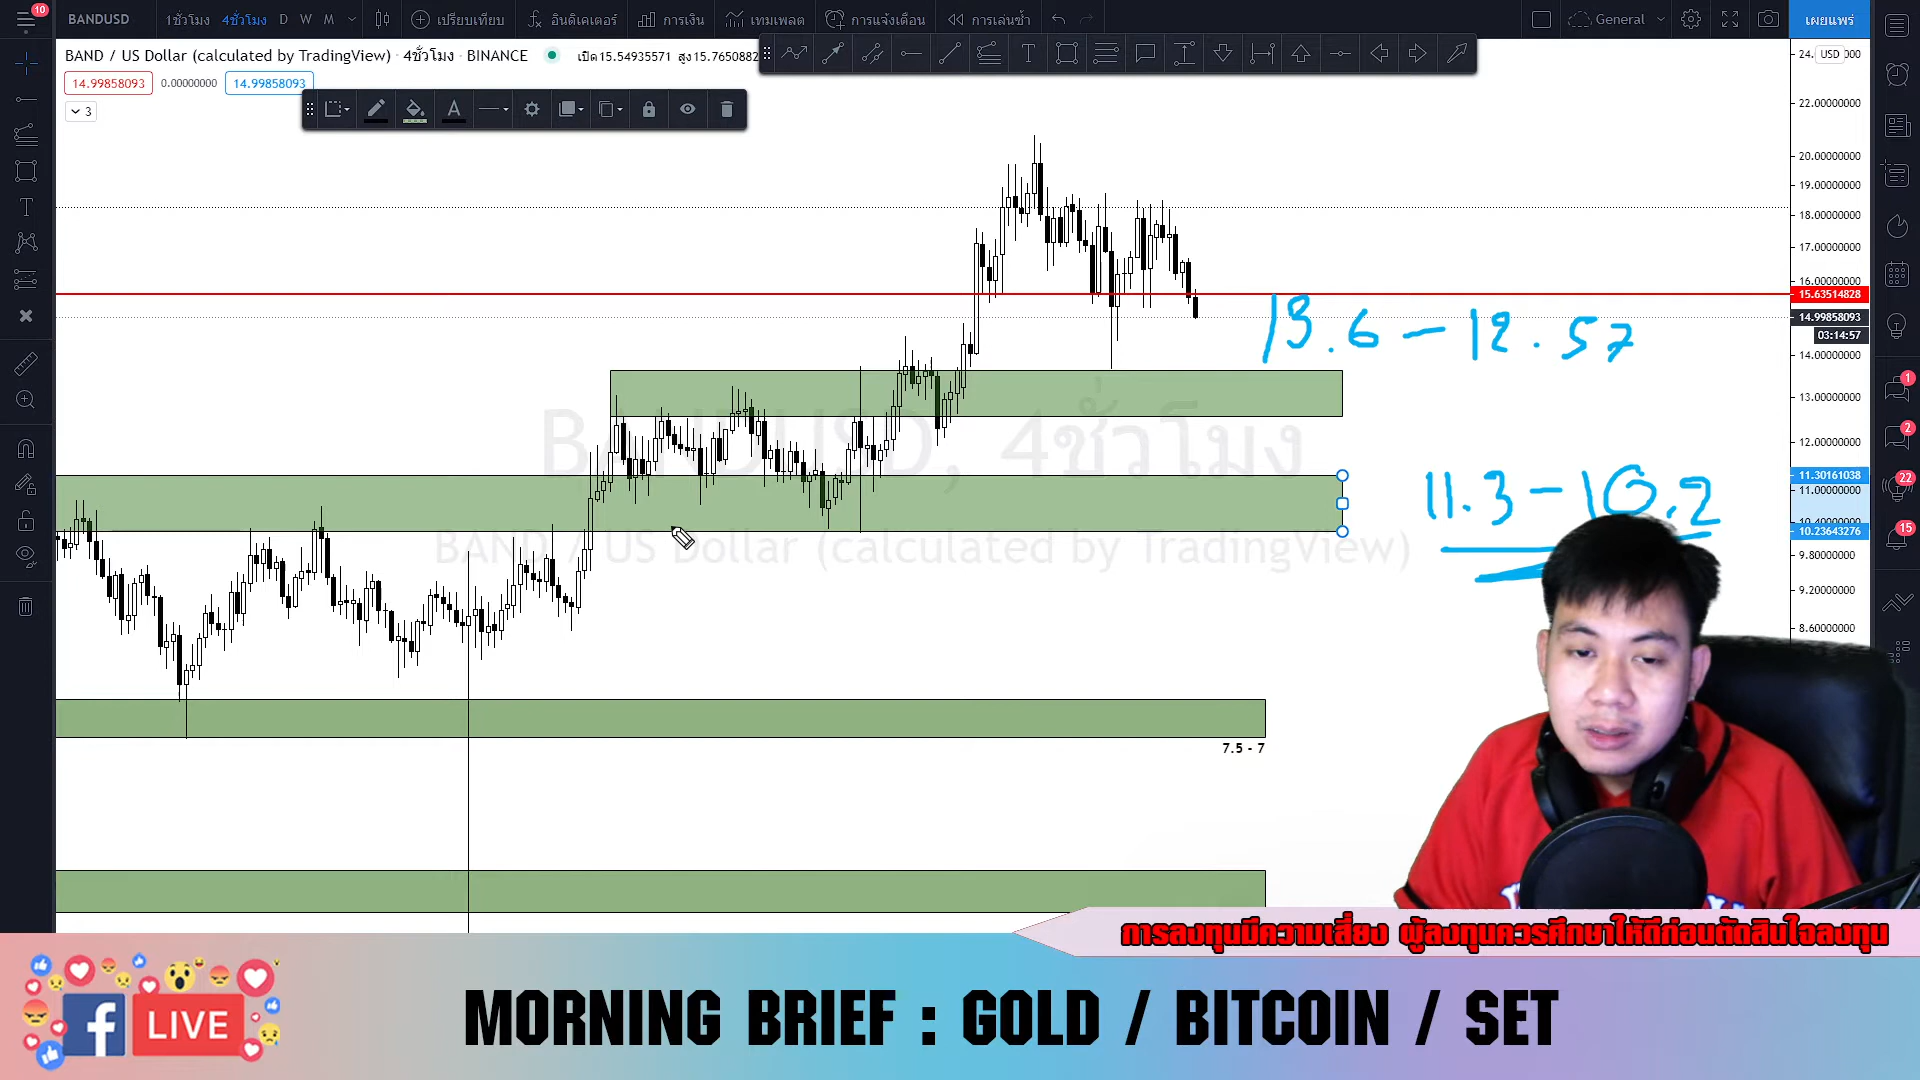 10 BANDUSD 1ชั่วโมง 4ชั่วโมง D W M เปรียบเทียบ อินดิเคเตอร์ การเงิน เทมเพลต การแจ้งเตือน การเล่นซ้ำ General เผยแพร่
BAND / US Dollar (calculated by TradingView) · 4ชั่วโมง · BINANCE เปิด15.54935571 สูง15.7650882
14.99858093 0.00000000 14.99858093
3
USD
22.00000000
20.00000000
19.00000000
18.00000000
17.00000000
16.00000000
15.63514828
14.99858093
03:14:57
14.00000000
13.00000000
12.00000000
11.30161038
11.00000000
10.40000000
10.23643276
9.80000000
9.20000000
8.60000000
13.6 – 12.57
11.3 – 10.2
BANDUSD, 4ชั่วโมง
BAND / US Dollar (calculated by TradingView)
7.5 - 7
1
2
22
15
การลงทุนมีความเสี่ยง ผู้ลงทุนควรศึกษาให้ดีก่อนตัดสินใจลงทุน
f LIVE
MORNING BRIEF : GOLD / BITCOIN / SET